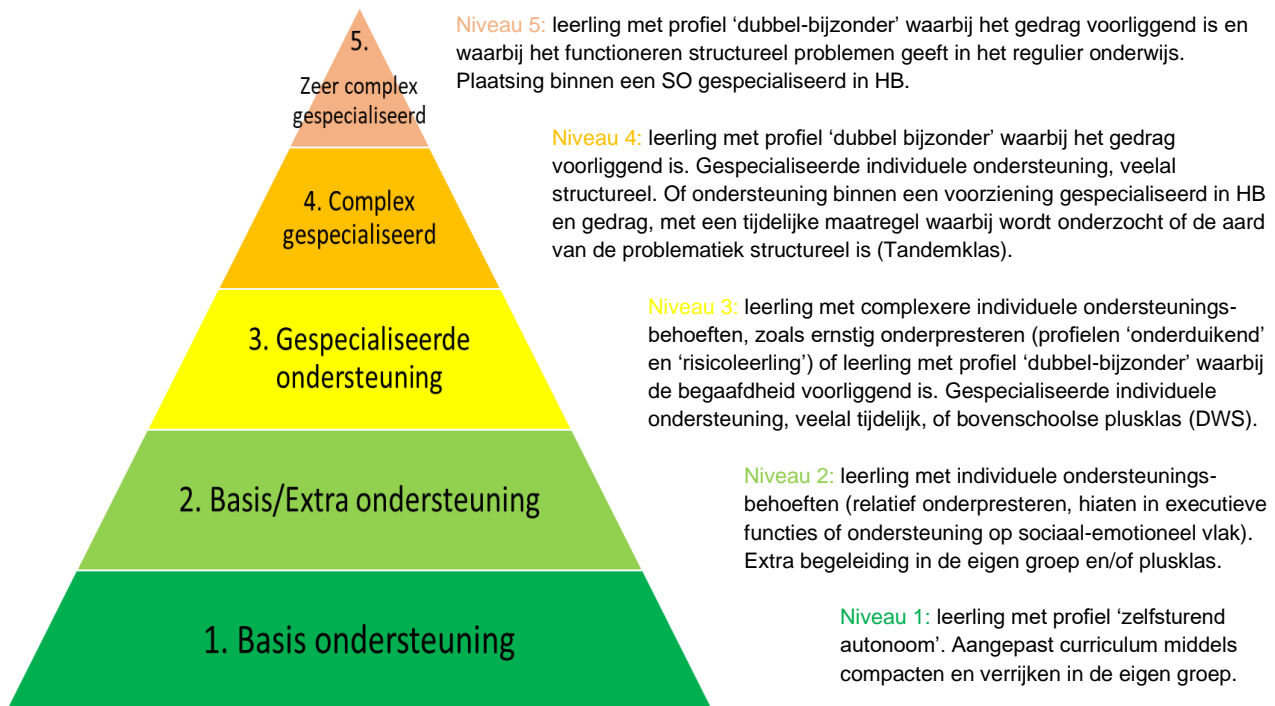 5.
Zeer complex
gespecialiseerd
Niveau 5: leerling met profiel ‘dubbel-bijzonder’ waarbij het gedrag voorliggend is en
waarbij het functioneren structureel problemen geeft in het regulier onderwijs.
Plaatsing binnen een SO gespecialiseerd in HB.
4. Complex
gespecialiseerd
Niveau 4: leerling met profiel ‘dubbel bijzonder’ waarbij het gedrag
voorliggend is. Gespecialiseerde individuele ondersteuning, veelal
structureel. Of ondersteuning binnen een voorziening gespecialiseerd in HB
en gedrag, met een tijdelijke maatregel waarbij wordt onderzocht of de aard
van de problematiek structureel is (Tandemklas).
3. Gespecialiseerde
ondersteuning
Niveau 3: leerling met complexere individuele ondersteunings-
behoeften, zoals ernstig onderpresteren (profielen ‘onderduikend’
en ‘risicoleerling’) of leerling met profiel ‘dubbel-bijzonder’ waarbij
de begaafdheid voorliggend is. Gespecialiseerde individuele
ondersteuning, veelal tijdelijk, of bovenschoolse plusklas (DWS).
2. Basis/Extra ondersteuning
Niveau 2: leerling met individuele ondersteunings-
behoeften (relatief onderpresteren, hiaten in executieve
functies of ondersteuning op sociaal-emotioneel vlak).
Extra begeleiding in de eigen groep en/of plusklas.
1. Basis ondersteuning
Niveau 1: leerling met profiel ‘zelfsturend
autonoom’. Aangepast curriculum middels
compacten en verrijken in de eigen groep.